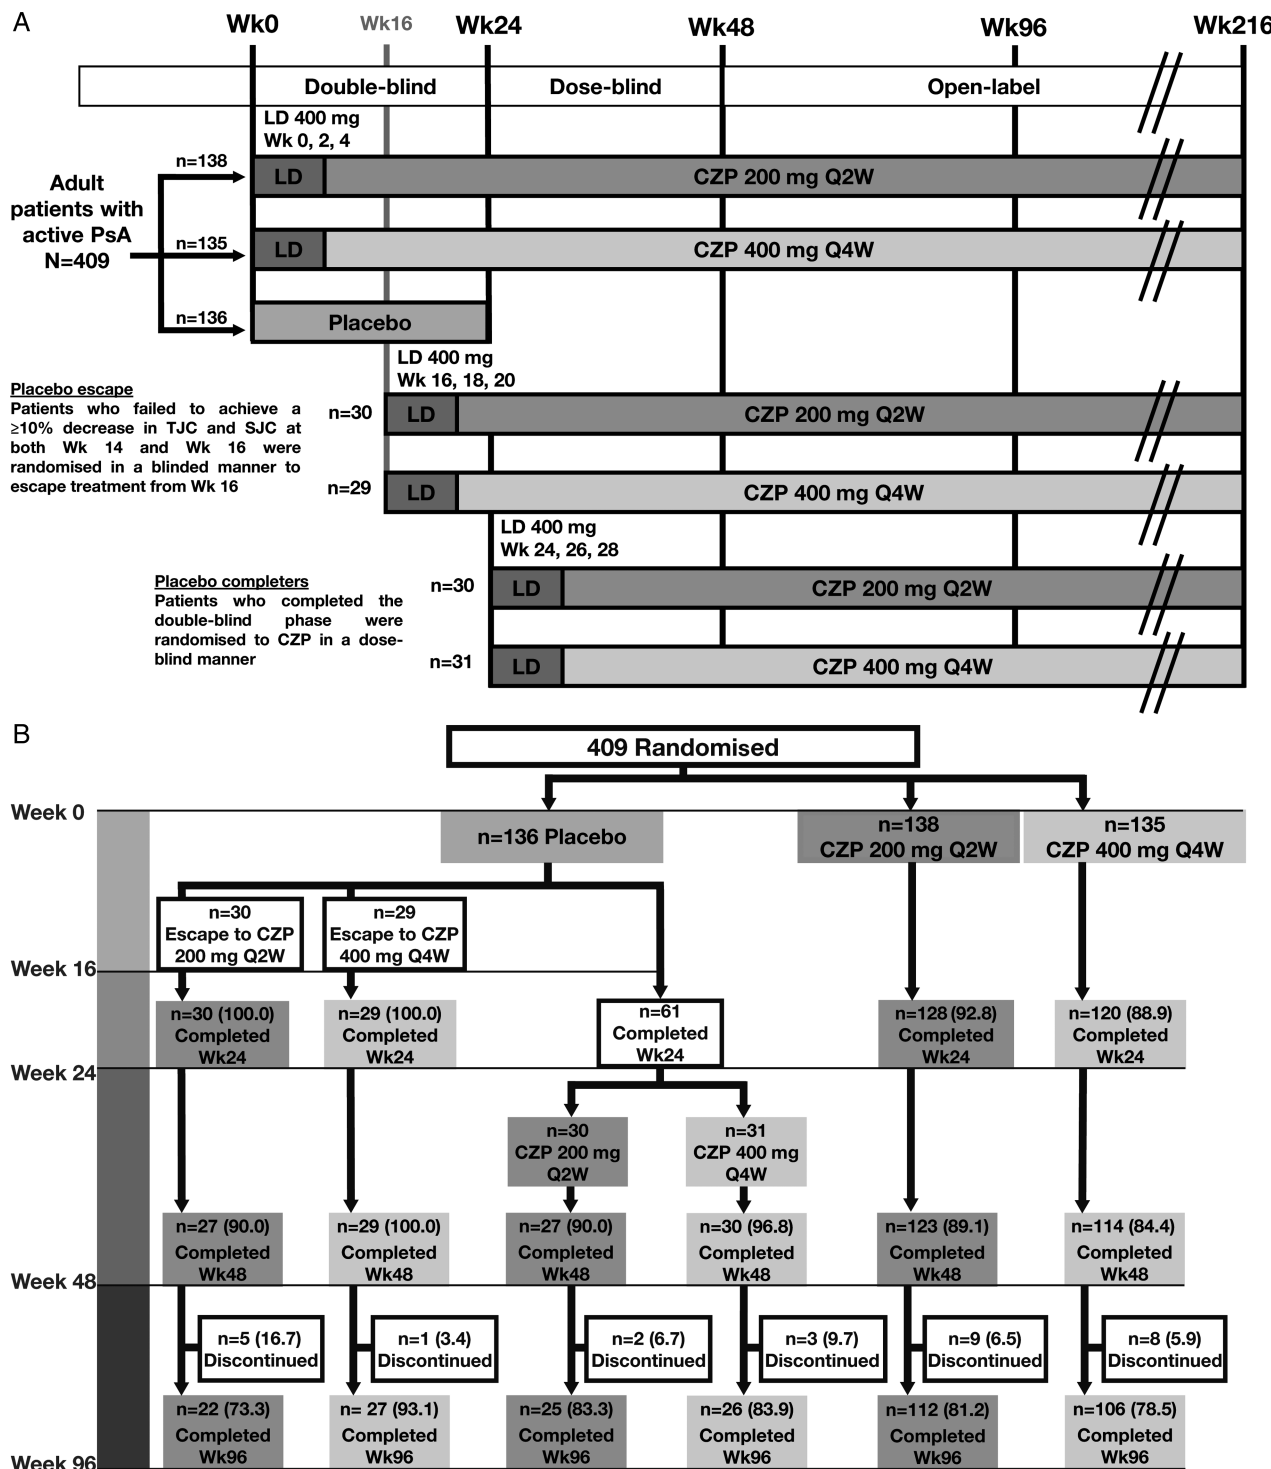 A
Wk0
Wk16
Wk24
Wk48
Wk96
Wk216
Double-blind
Dose-blind
Open-label
LD 400 mg
Wk 0, 2, 4
Adult
patients with
active PsA
N=409
n=138
LD
CZP 200 mg Q2W
n=135
LD
CZP 400 mg Q4W
n=136
Placebo
LD 400 mg
Wk 16, 18, 20
Placebo escape
Patients who failed to achieve a
≥10% decrease in TJC and SJC at
both Wk 14 and Wk 16 were
randomised in a blinded manner to
escape treatment from Wk 16
n=30
LD
CZP 200 mg Q2W
n=29
LD
CZP 400 mg Q4W
LD 400 mg
Wk 24, 26, 28
Placebo completers
Patients who completed the
double-blind phase were
randomised to CZP in a dose-
blind manner
n=30
LD
CZP 200 mg Q2W
n=31
LD
CZP 400 mg Q4W
B
409 Randomised
Week 0
n=136 Placebo
n=138
CZP 200 mg Q2W
n=135
CZP 400 mg Q4W
n=30
Escape to CZP
200 mg Q2W
n=29
Escape to CZP
400 mg Q4W
Week 16
n=30 (100.0)
Completed
Wk24
n=29 (100.0)
Completed
Wk24
n=61
Completed
Wk24
n=128 (92.8)
Completed
Wk24
n=120 (88.9)
Completed
Wk24
Week 24
n=30
CZP 200 mg
Q2W
n=31
CZP 400 mg
Q4W
n=27 (90.0)
Completed
Wk48
n=29 (100.0)
Completed
Wk48
n=27 (90.0)
Completed
Wk48
n=30 (96.8)
Completed
Wk48
n=123 (89.1)
Completed
Wk48
n=114 (84.4)
Completed
Wk48
Week 48
n=5 (16.7)
Discontinued
n=1 (3.4)
Discontinued
n=2 (6.7)
Discontinued
n=3 (9.7)
Discontinued
n=9 (6.5)
Discontinued
n=8 (5.9)
Discontinued
n=22 (73.3)
Completed
Wk96
n= 27 (93.1)
Completed
Wk96
n=25 (83.3)
Completed
Wk96
n=26 (83.9)
Completed
Wk96
n=112 (81.2)
Completed
Wk96
n=106 (78.5)
Completed
Wk96
Week 96